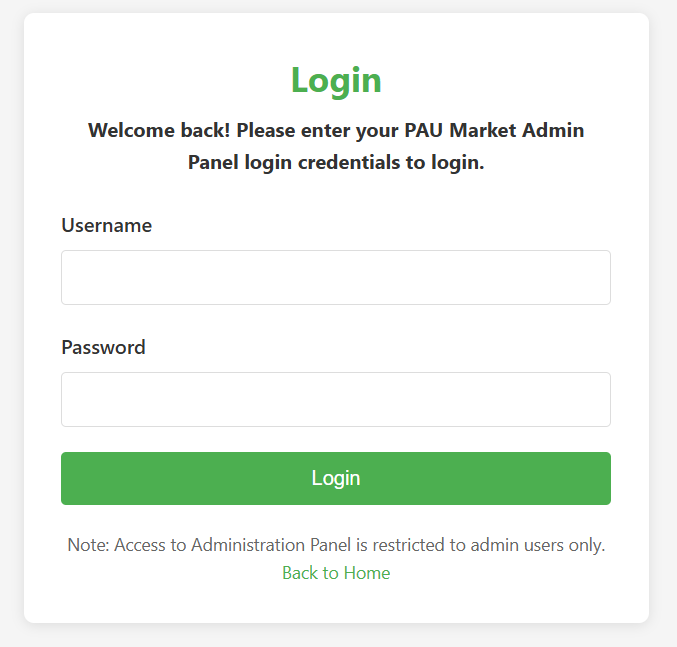 Login
Welcome back! Please enter your PAU Market Admin
Panel login credentials to login.
Username
Password
Login
Note: Access to Administration Panel is restricted to admin users only.
Back to Home